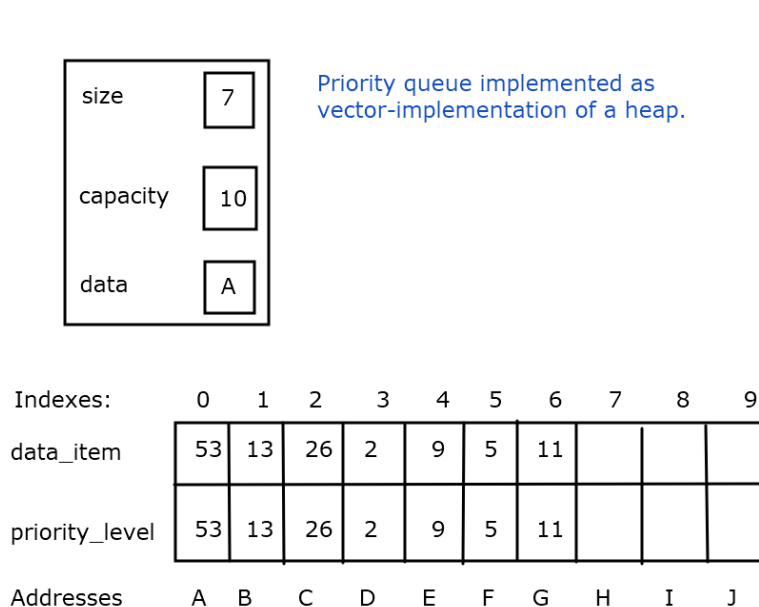 size 7
Priority queue implemented as
vector-implementation of a heap.
capacity 10
data A
Indexes: 0 1 2 3 4 5 6 7 8 9
data_item 53 13 26 2 9 5 11
priority_level 53 13 26 2 9 5 11
Addresses A B C D E F G H I J